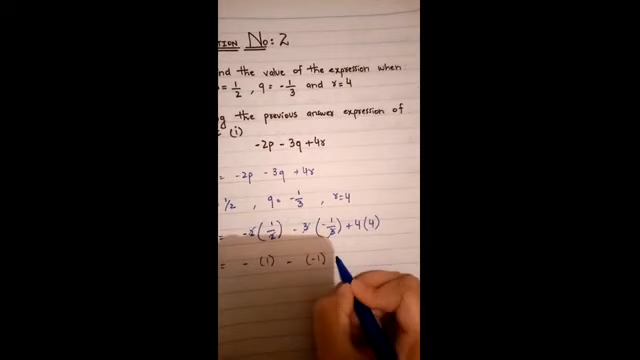 TION No: 2
nd the value of the expression when
= 1/2 , q = -1/3 and r=4
g the previous answer expression of
(i)
-2p - 3q + 4r
= -2p - 3q + 4r
1/2 , q = -1/3 , r=4
= -2(1/2) - 3(-1/3) + 4(4)
= -(1) - (-1)